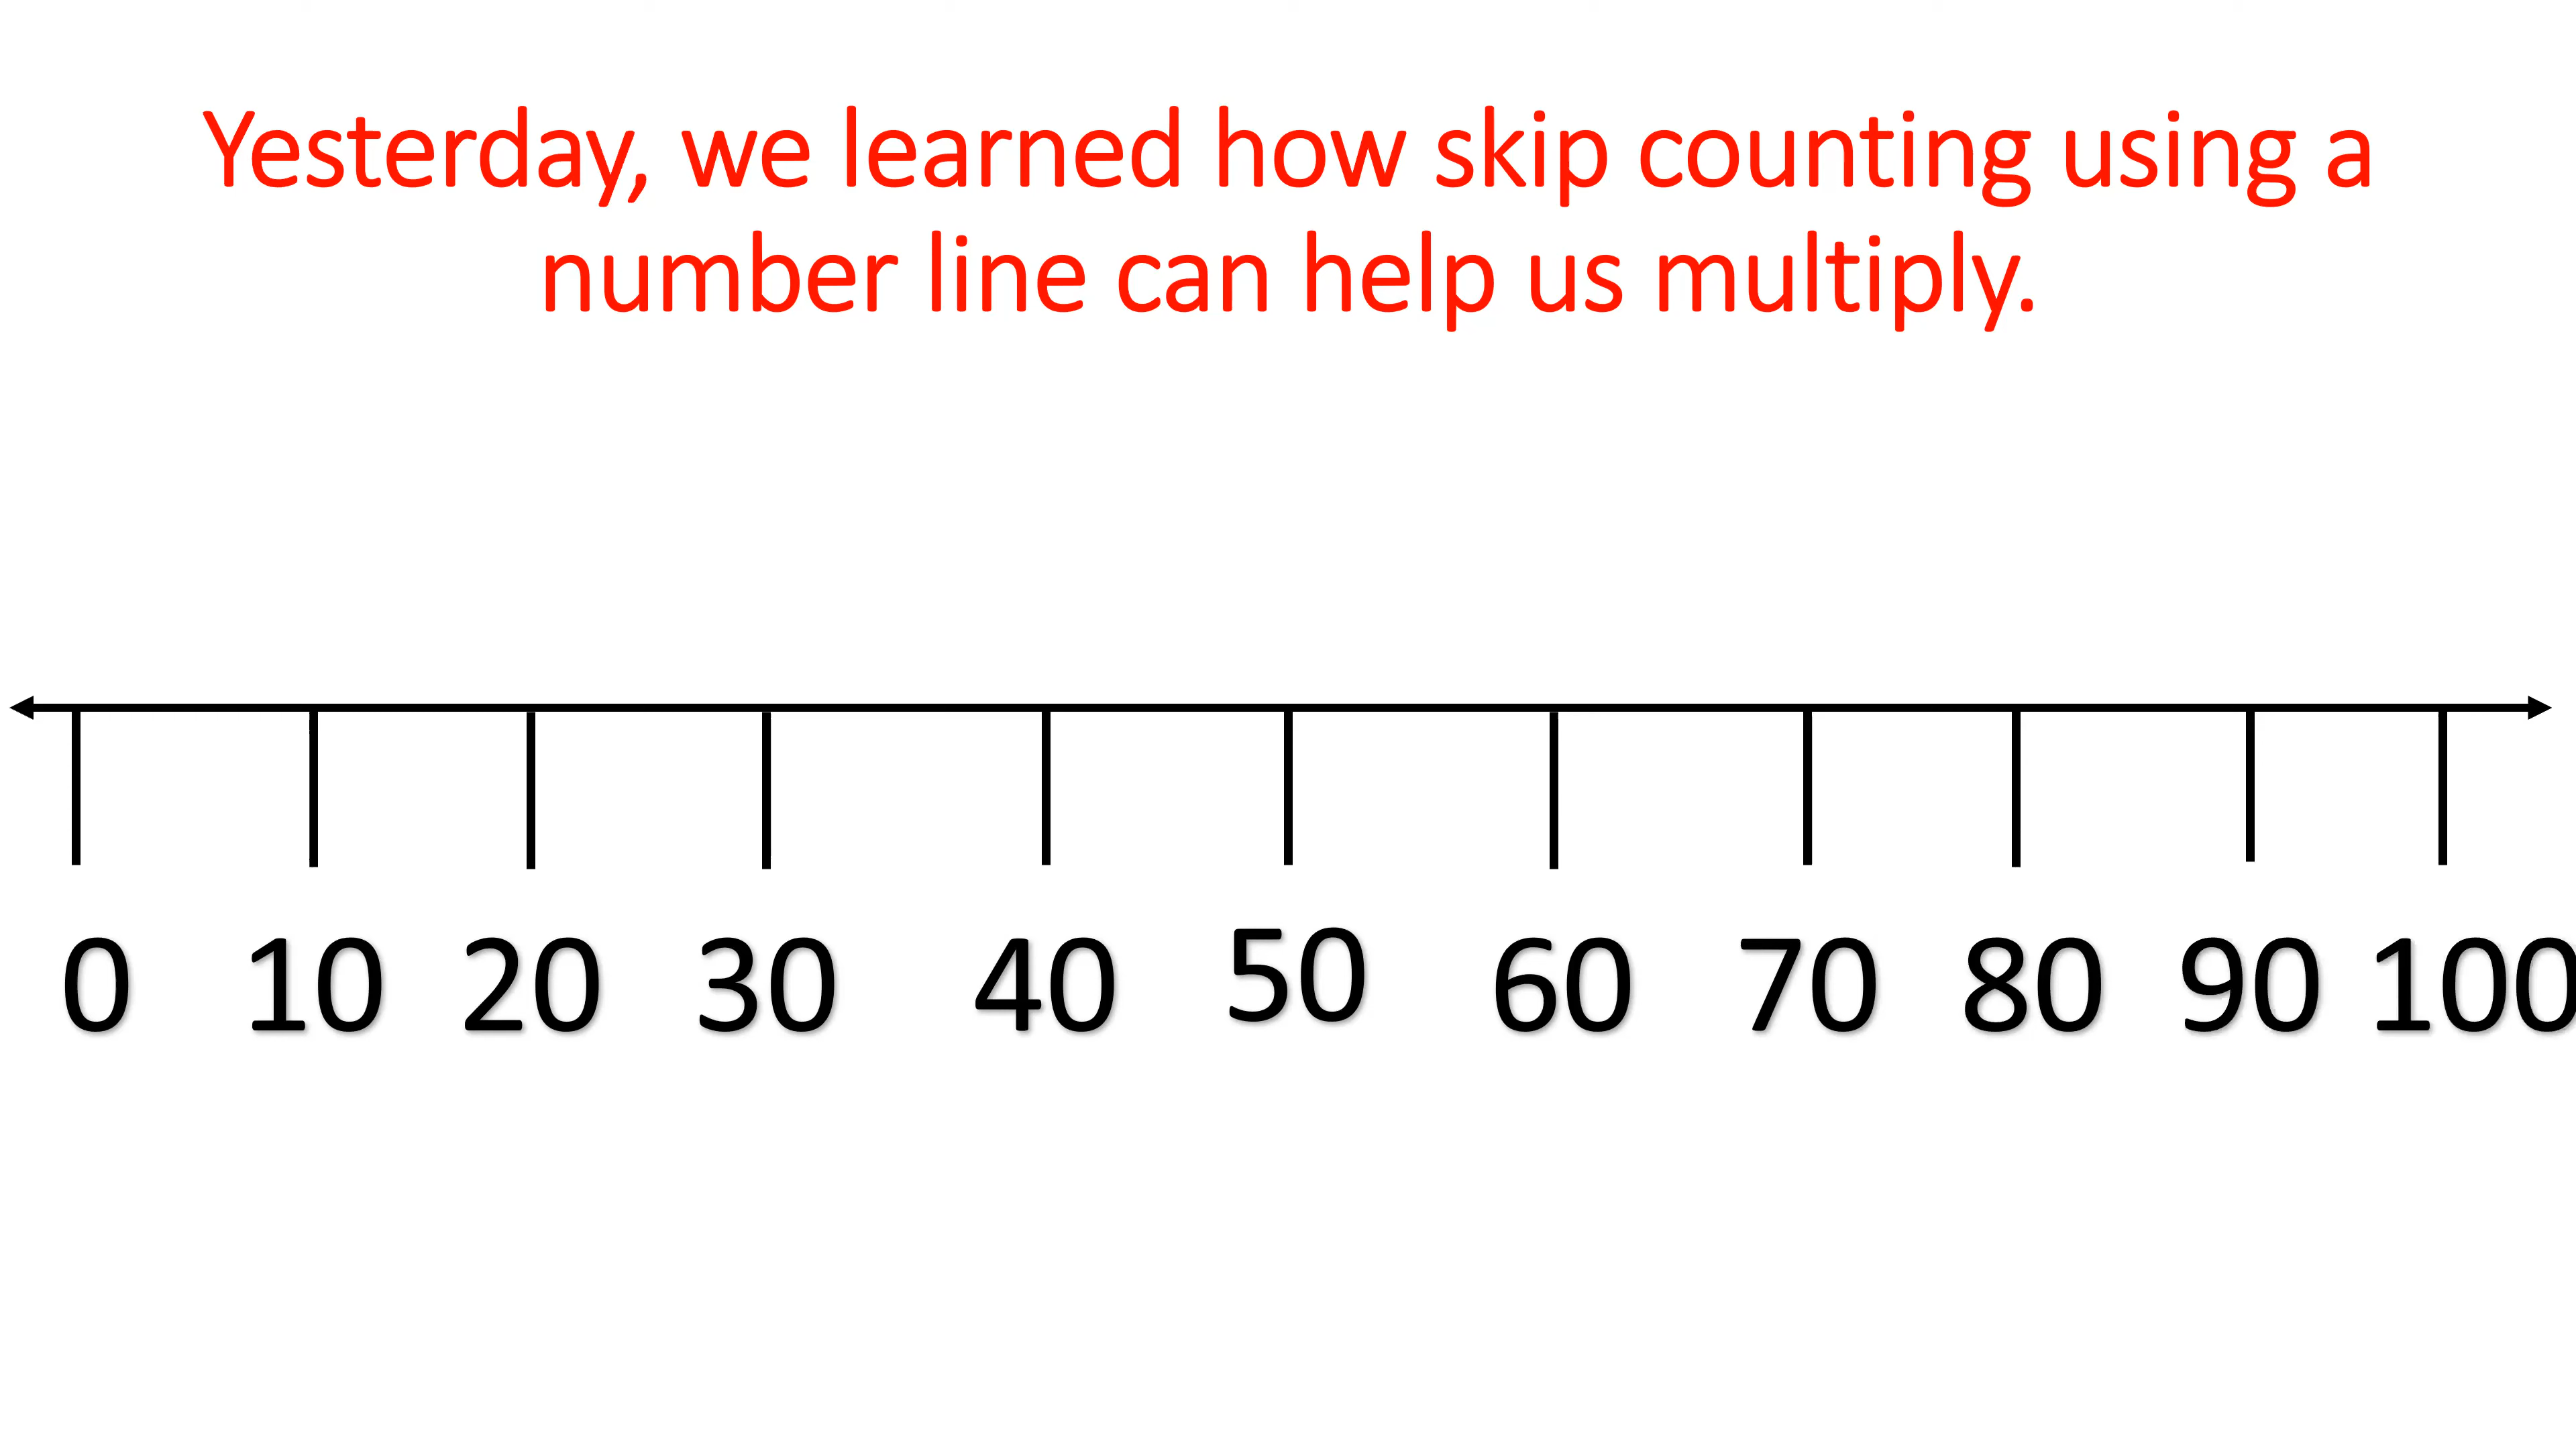 Yesterday, we learned how skip counting using a
number line can help us multiply.
0 10 20 30 40 50 60 70 80 90 100